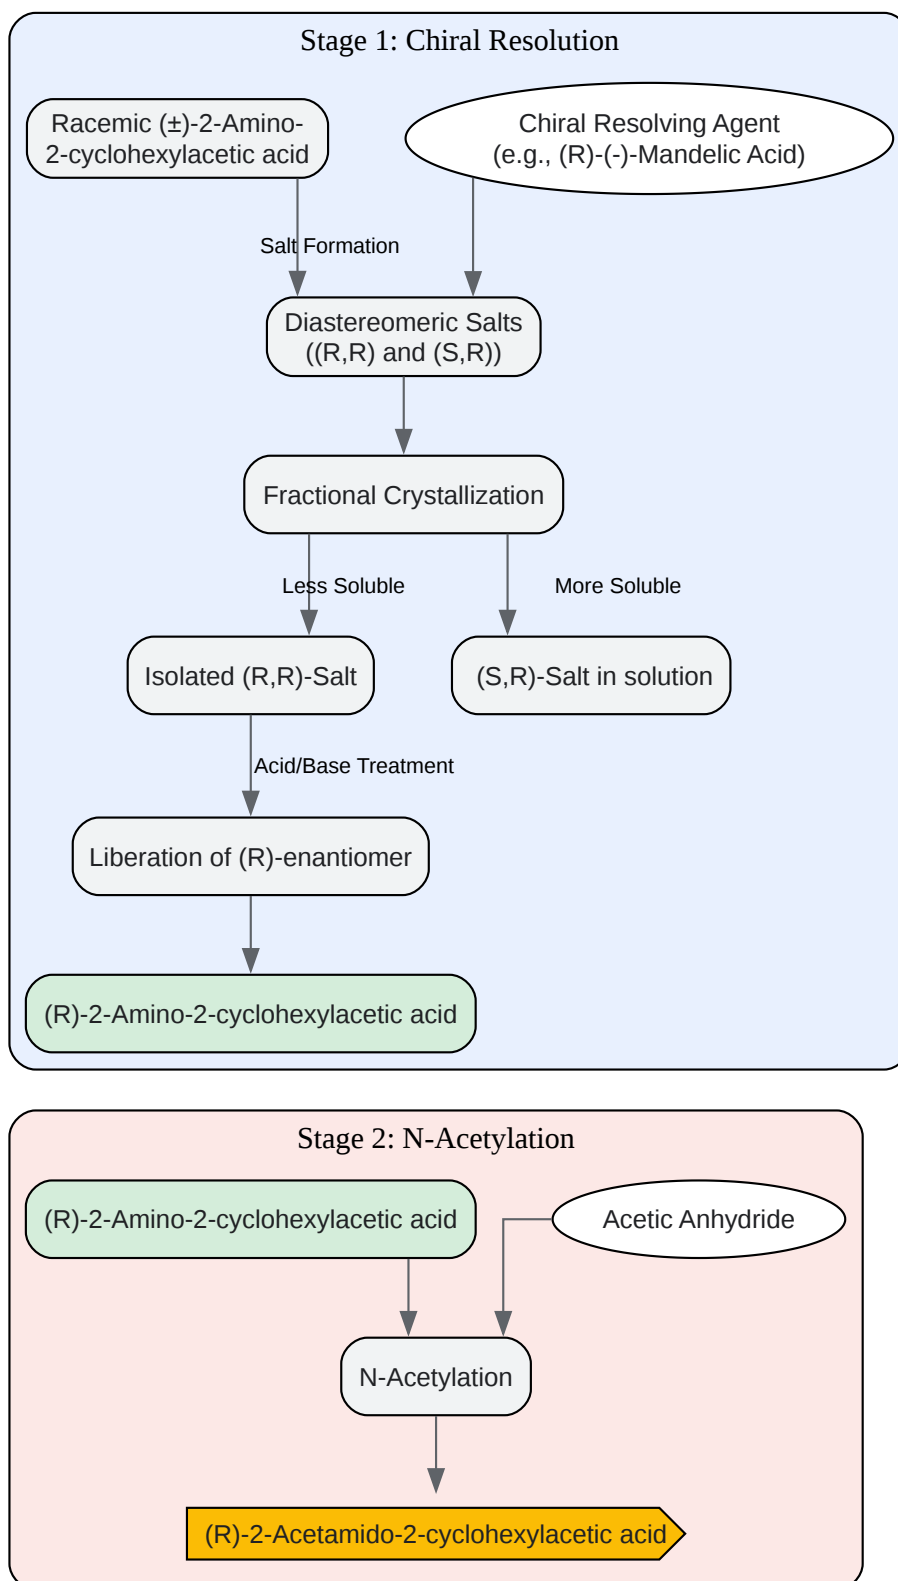 Stage 1: Chiral Resolution
Racemic (±)-2-Amino-
2-cyclohexylacetic acid
Chiral Resolving Agent
(e.g., (R)-(-)-Mandelic Acid)
Salt Formation
Diastereomeric Salts
((R,R) and (S,R))
Fractional Crystallization
Less Soluble
More Soluble
Isolated (R,R)-Salt
(S,R)-Salt in solution
Acid/Base Treatment
Liberation of (R)-enantiomer
(R)-2-Amino-2-cyclohexylacetic acid
Stage 2: N-Acetylation
(R)-2-Amino-2-cyclohexylacetic acid
Acetic Anhydride
N-Acetylation
(R)-2-Acetamido-2-cyclohexylacetic acid